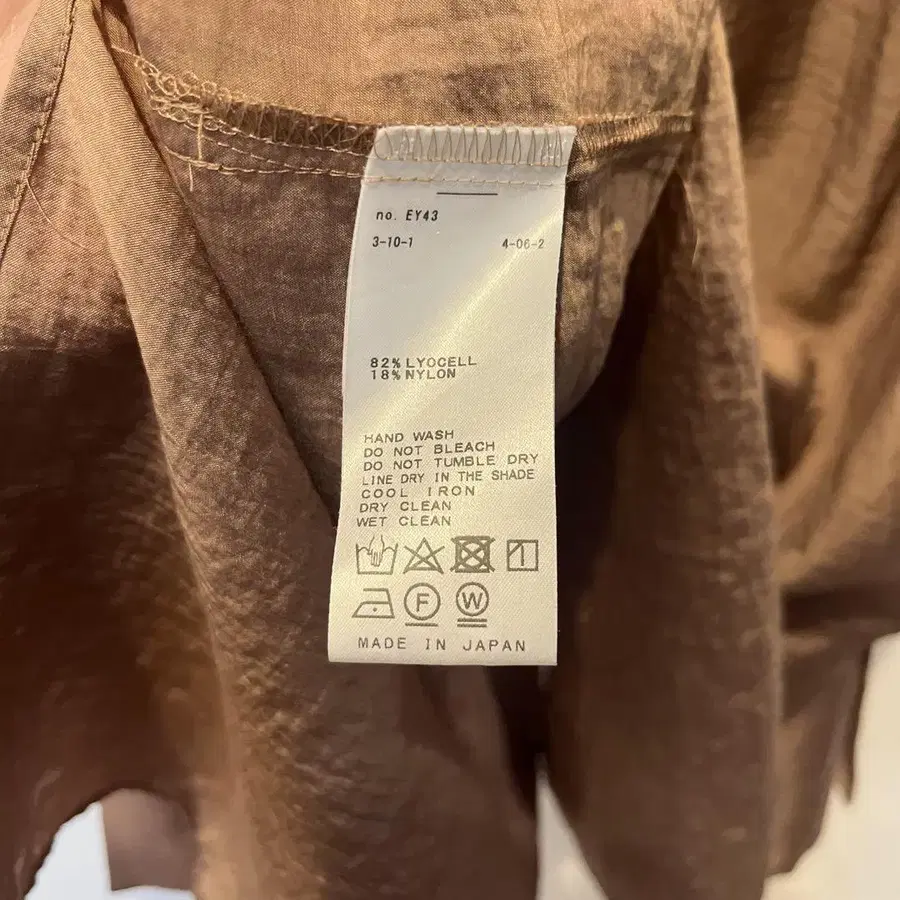 no. EY43
3-10-1 4-06-2
82% LYOCELL
18% NYLON
HAND WASH
DO NOT BLEACH
DO NOT TUMBLE DRY
LINE DRY IN THE SHADE
COOL IRON
DRY CLEAN
WET CLEAN
F W
MADE IN JAPAN